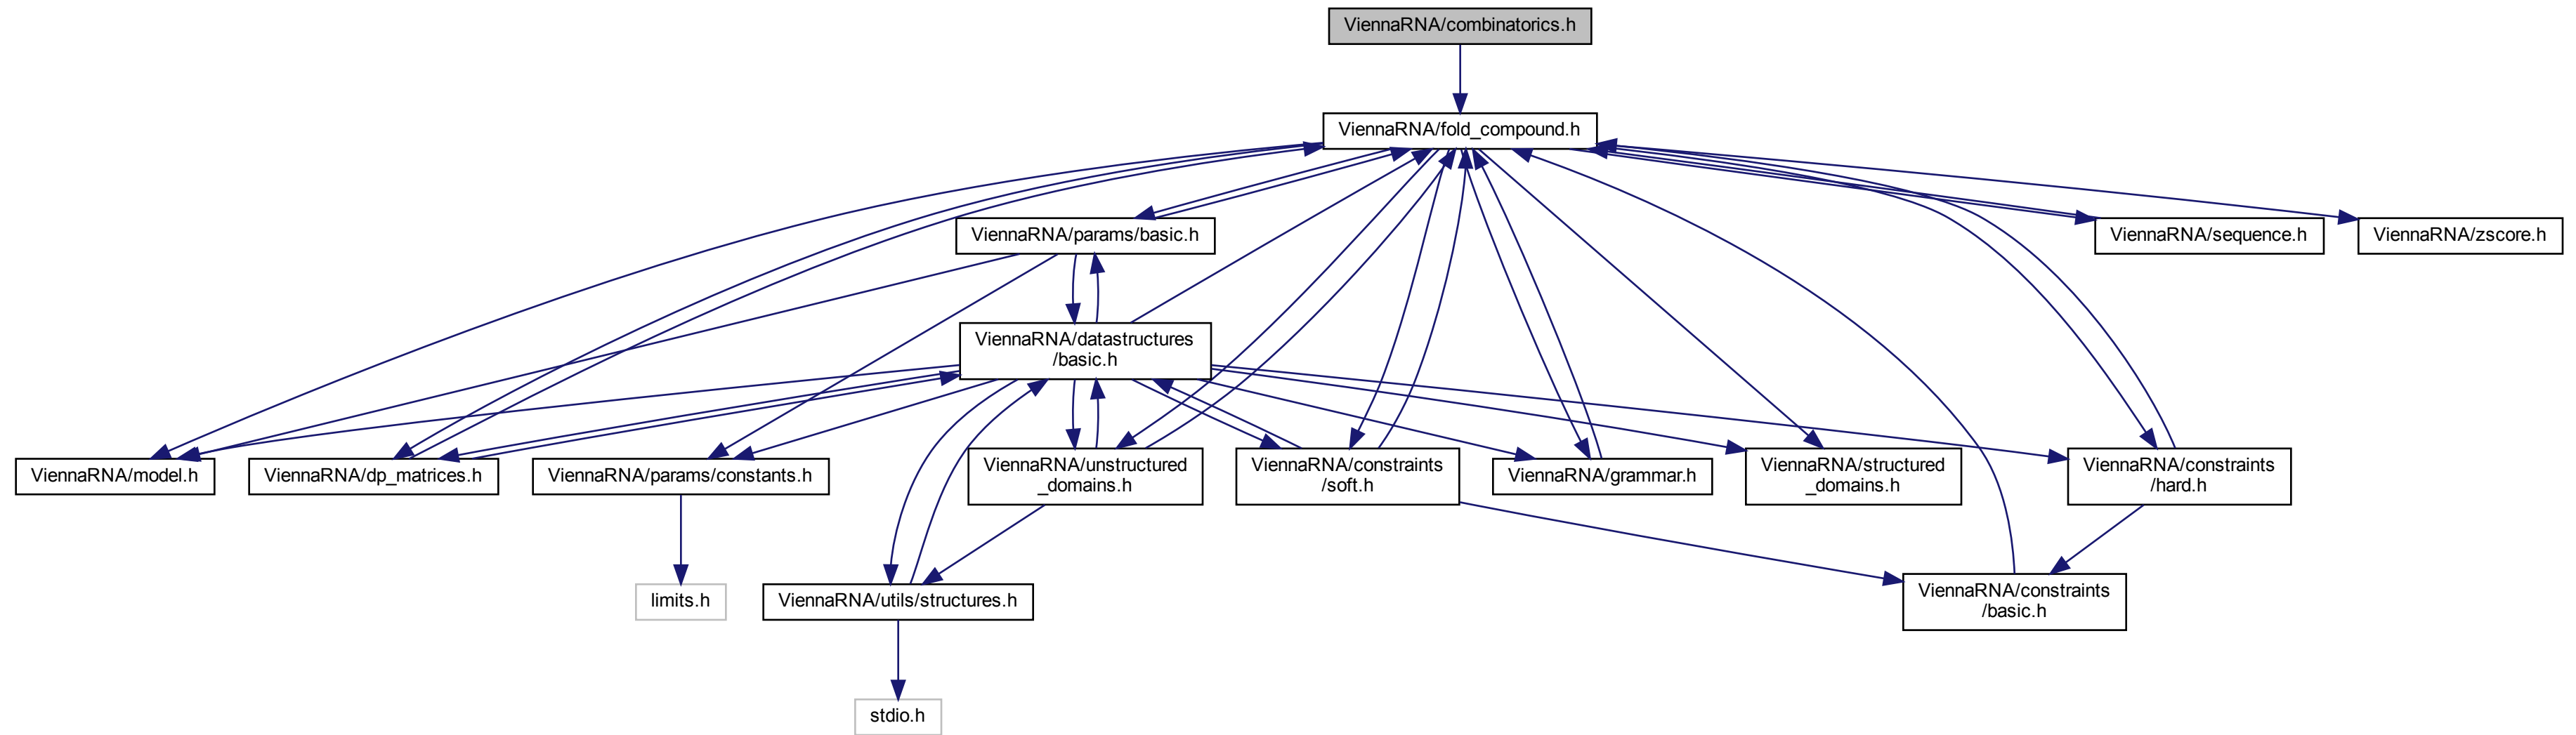 ViennaRNA/combinatorics.h
ViennaRNA/fold_compound.h
ViennaRNA/params/basic.h
ViennaRNA/sequence.h
ViennaRNA/zscore.h
ViennaRNA/datastructures
/basic.h
ViennaRNA/model.h
ViennaRNA/dp_matrices.h
ViennaRNA/params/constants.h
ViennaRNA/unstructured
_domains.h
ViennaRNA/constraints
/soft.h
ViennaRNA/grammar.h
ViennaRNA/structured
_domains.h
ViennaRNA/constraints
/hard.h
limits.h
ViennaRNA/utils/structures.h
ViennaRNA/constraints
/basic.h
stdio.h